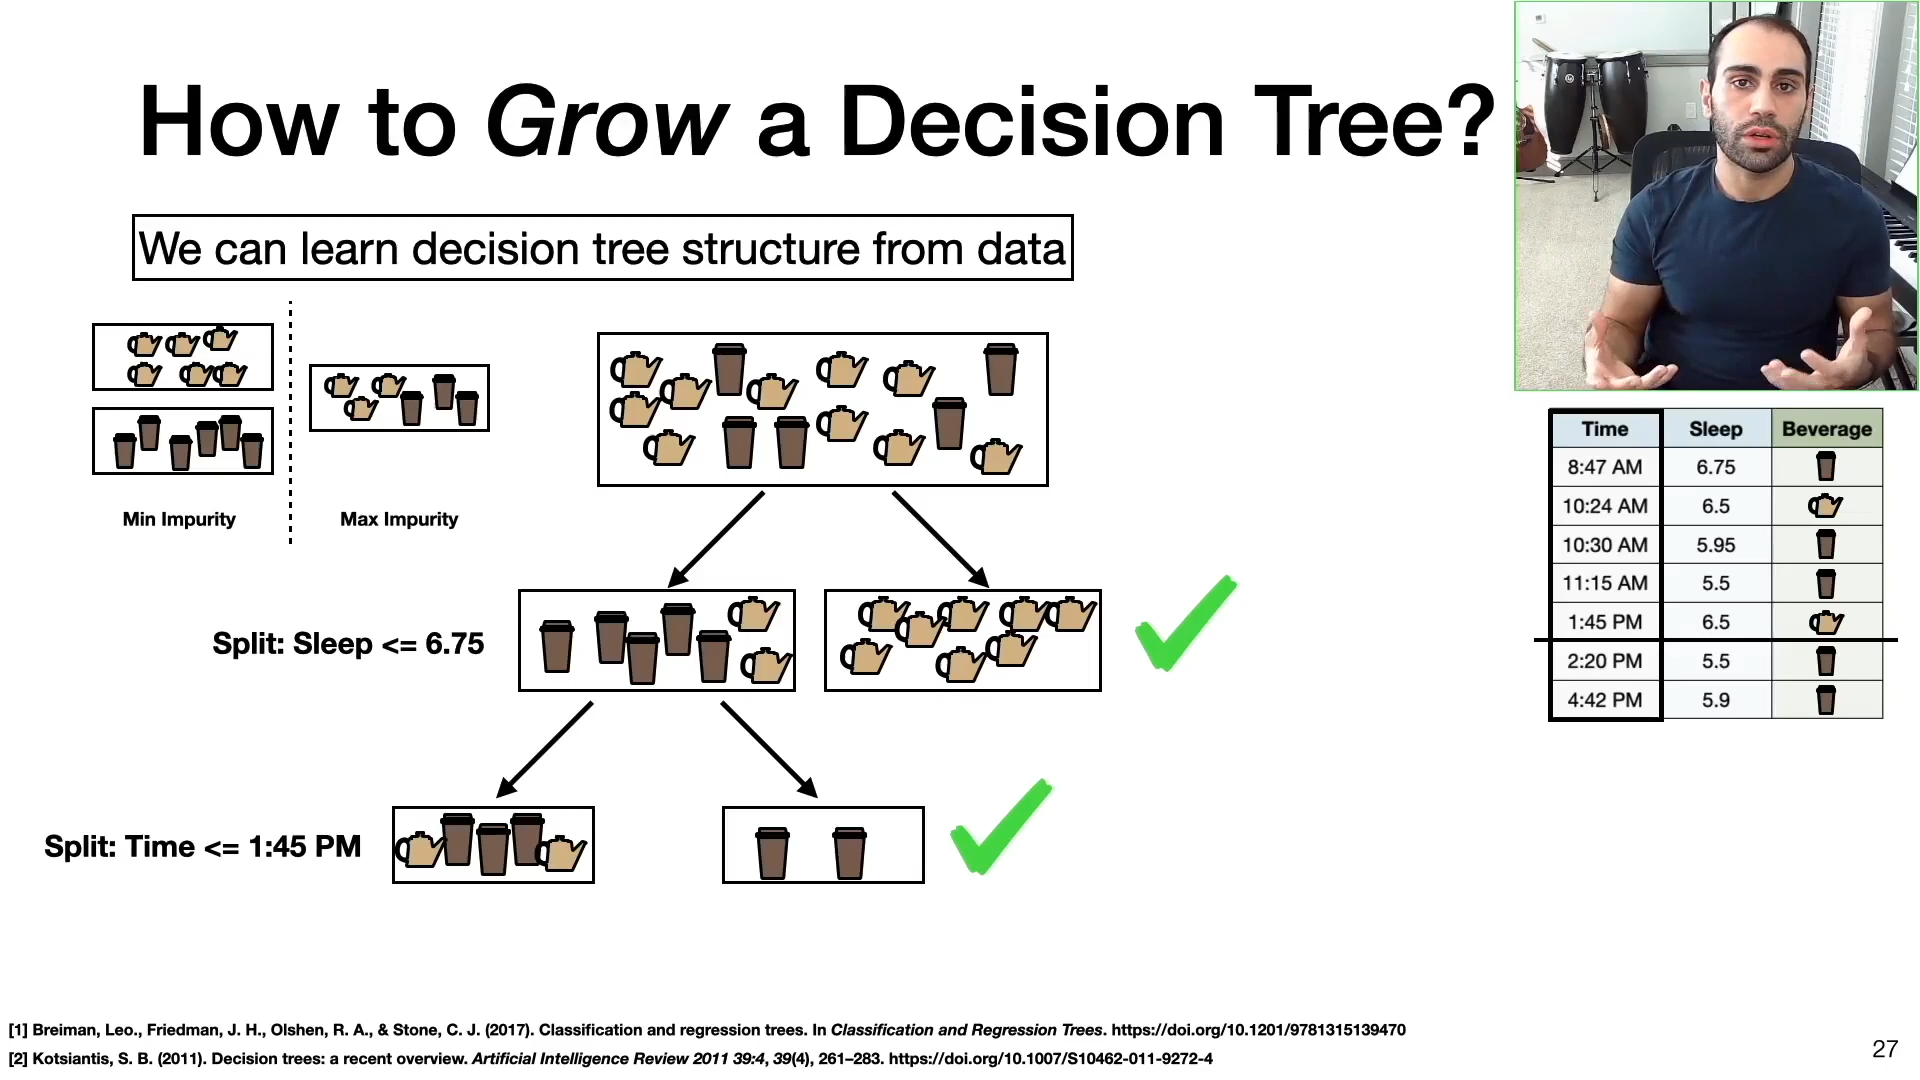 How to Grow a Decision Tree?
We can learn decision tree structure from data
Min Impurity
Max Impurity
Split: Sleep <= 6.75
Split: Time <= 1:45 PM
Time Sleep Beverage
8:47 AM 6.75
10:24 AM 6.5
10:30 AM 5.95
11:15 AM 5.5
1:45 PM 6.5
2:20 PM 5.5
4:42 PM 5.9
[1] Breiman, Leo., Friedman, J. H., Olshen, R. A., & Stone, C. J. (2017). Classification and regression trees. In Classification and Regression Trees. https://doi.org/10.1201/9781315139470
[2] Kotsiantis, S. B. (2011). Decision trees: a recent overview. Artificial Intelligence Review 2011 39:4, 39(4), 261–283. https://doi.org/10.1007/S10462-011-9272-4
27